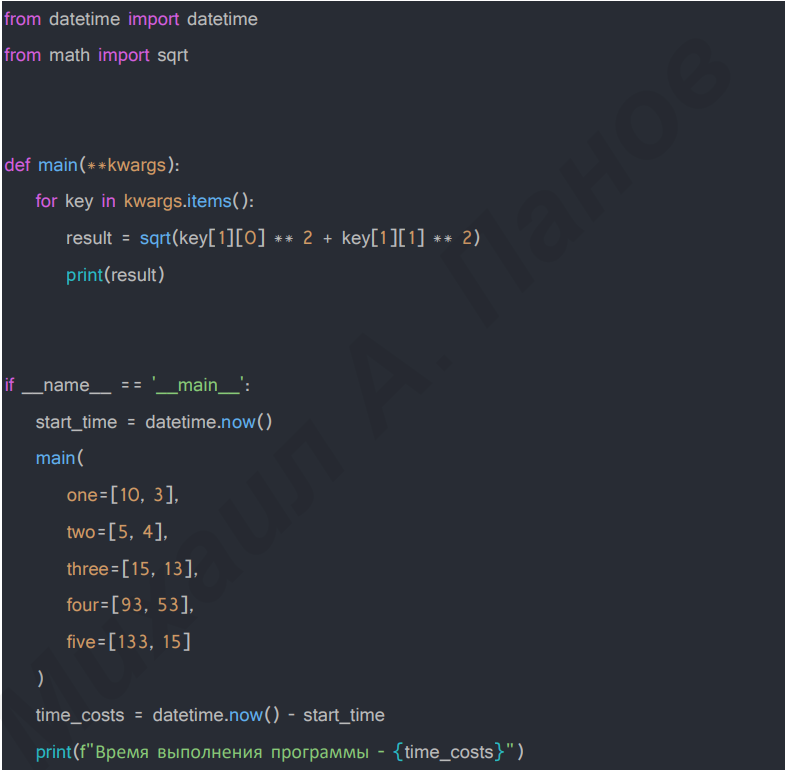 from datetime import datetime
from math import sqrt
def main(**kwargs):
    for key in kwargs.items():
        result = sqrt(key[1][0] ** 2 + key[1][1] ** 2)
        print(result)
if __name__ == '__main__':
    start_time = datetime.now()
    main(
        one=[10, 3],
        two=[5, 4],
        three=[15, 13],
        four=[93, 53],
        five=[133, 15]
    )
    time_costs = datetime.now() - start_time
    print(f"Время выполнения программы - {time_costs}")
Михаил А. Панов